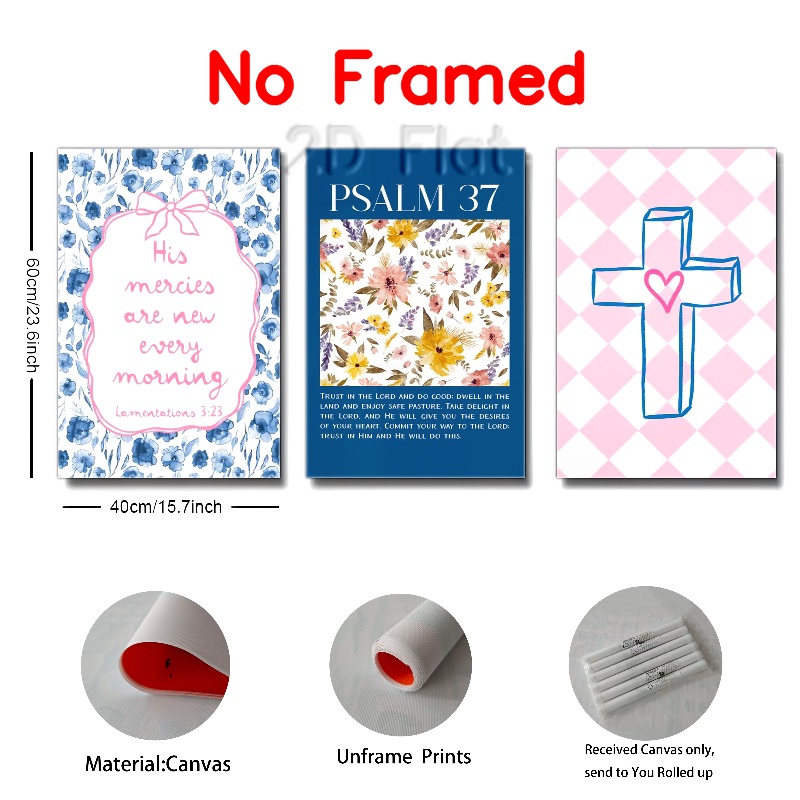 No Framed
2D Flat
60cm/23.6inch
His
mercies
are new
every
morning
Lamentations 3:23
PSALM 37
TRUST IN THE LORD AND DO GOOD; DWELL IN THE
LAND AND ENJOY SAFE PASTURE. TAKE DELIGHT IN
THE LORD, AND HE WILL GIVE YOU THE DESIRES
OF YOUR HEART. COMMIT YOUR WAY TO THE LORD;
TRUST IN HIM AND HE WILL DO THIS.
40cm/15.7inch
Material:Canvas
Unframe Prints
Received Canvas only,
send to You Rolled up